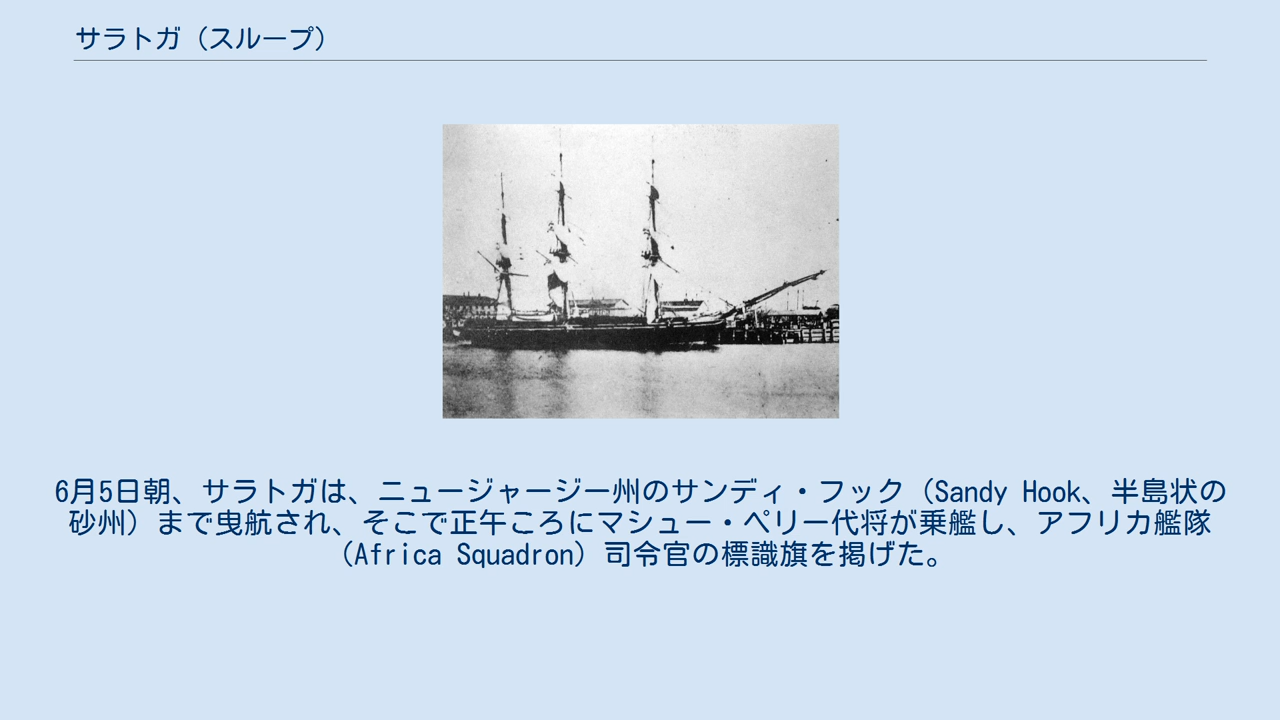 サラトガ（スループ）
6月5日朝、サラトガは、ニュージャージー州のサンディ・フック（Sandy Hook、半島状の
砂州）まで曳航され、そこで正午ころにマシュー・ペリー代将が乗艦し、アフリカ艦隊
（Africa Squadron）司令官の標識旗を掲げた。